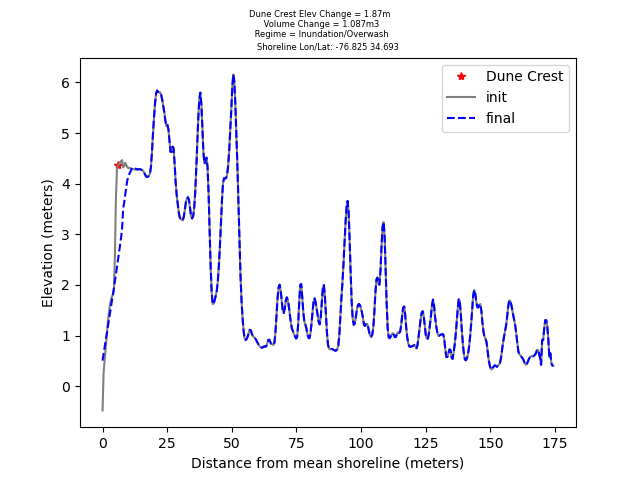 Dune Crest Elev Change = 1.87m
Volume Change = 1.087m3
Regime = Inundation/Overwash
Shoreline Lon/Lat: -76.825 34.693
Dune Crest
init
final
Elevation (meters)
6
5
4
3
2
1
0
0 25 50 75 100 125 150 175
Distance from mean shoreline (meters)